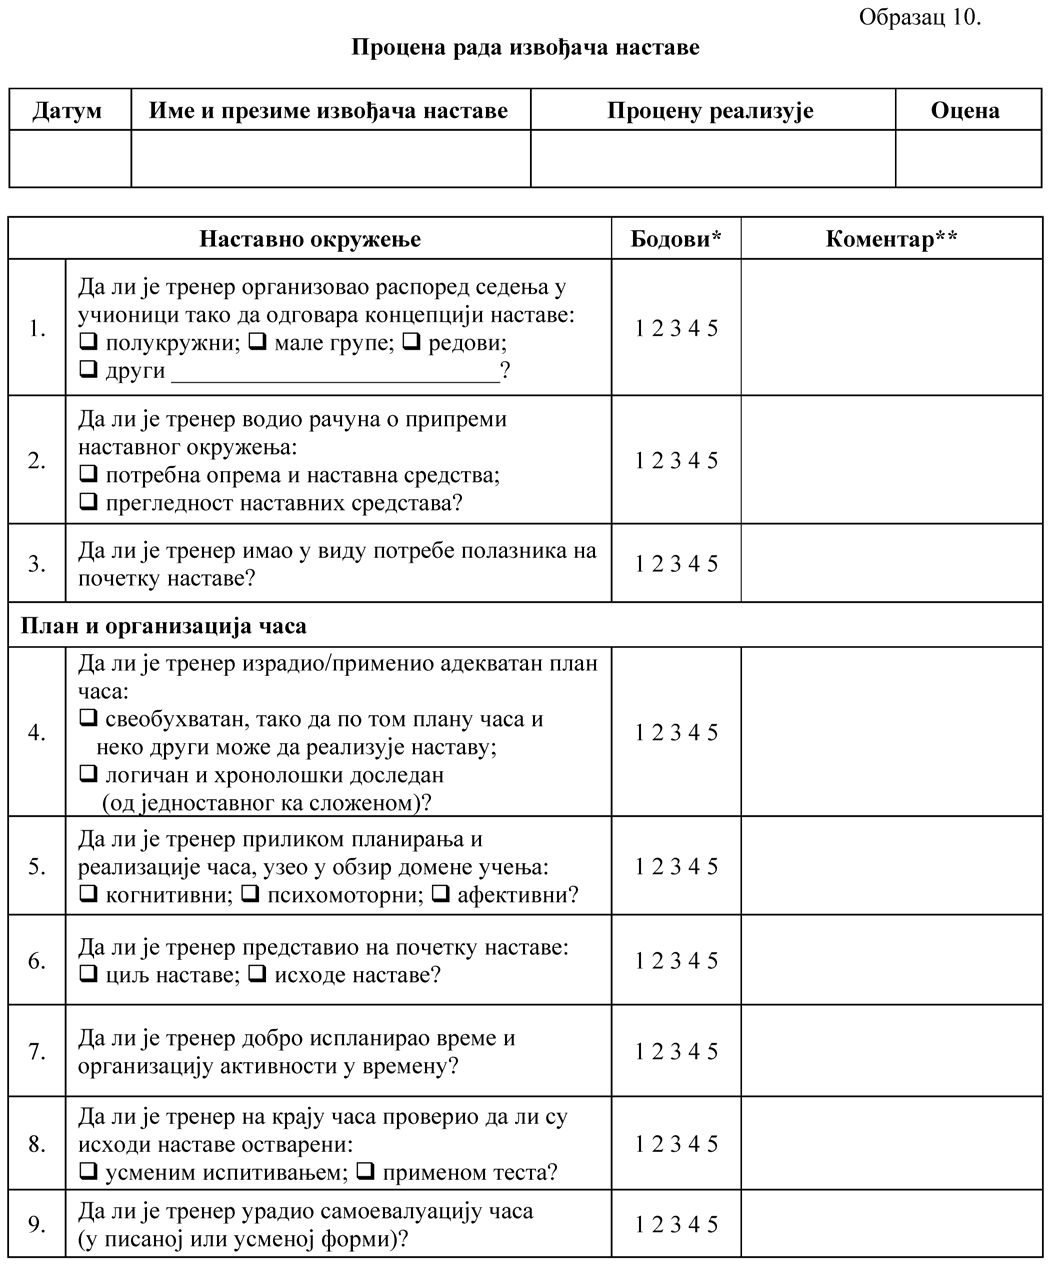 Образац 10.
Процена рада извођача наставе
Датум Име и презиме извођача наставе Процену реализује Оцена
Наставно окружење Бодови* Коментар**
1. Да ли је тренер организовао распоред седења у
учионици тако да одговара концепцији наставе:
❑ полукружни; ❑ мале групе; ❑ редови;
❑ други ___________________________?
1 2 3 4 5
2. Да ли је тренер водио рачуна о припреми
наставног окружења:
❑ потребна опрема и наставна средства;
❑ прегледност наставних средстава?
1 2 3 4 5
3. Да ли је тренер имао у виду потребе полазника на
почетку наставе?
1 2 3 4 5
План и организација часа
4. Да ли је тренер израдио/применио адекватан план
часа:
❑ свеобухватан, тако да по том плану часа и
неко други може да реализује наставу;
❑ логичан и хронолошки доследан
(од једноставног ка сложеном)?
1 2 3 4 5
5. Да ли је тренер приликом планирања и
реализације часа, узео у обзир домене учења:
❑ когнитивни; ❑ психомоторни; ❑ афективни?
1 2 3 4 5
6. Да ли је тренер представио на почетку наставе:
❑ циљ наставе; ❑ исходе наставе?
1 2 3 4 5
7. Да ли је тренер добро испланирао време и
организацију активности у времену?
1 2 3 4 5
8. Да ли је тренер на крају часа проверио да ли су
исходи наставе остварени:
❑ усменим испитивањем; ❑ применом теста?
1 2 3 4 5
9. Да ли је тренер урадио самоевалуацију часа
(у писаној или усменој форми)?
1 2 3 4 5